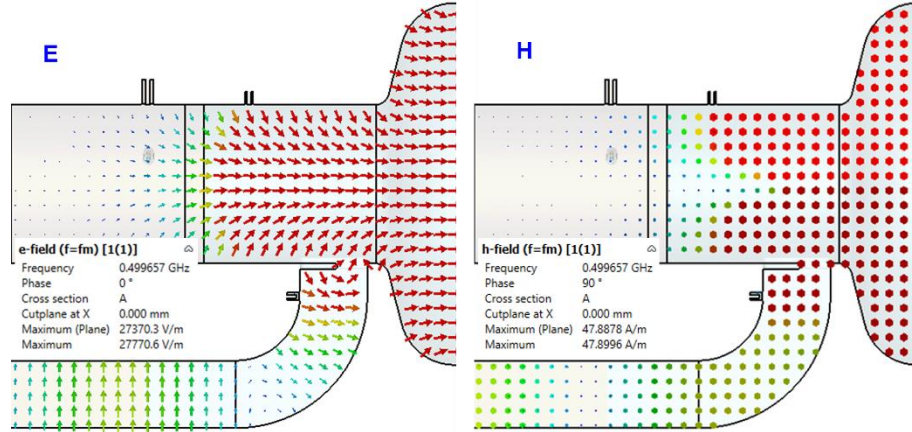 E
H
e-field (f=fm) [1(1)]
Frequency 0.499657 GHz
Phase 0°
Cross section A
Cutplane at X 0.000 mm
Maximum (Plane) 27370.3 V/m
Maximum 27770.6 V/m
h-field (f=fm) [1(1)]
Frequency 0.499657 GHz
Phase 90°
Cross section A
Cutplane at X 0.000 mm
Maximum (Plane) 47.8878 A/m
Maximum 47.8996 A/m